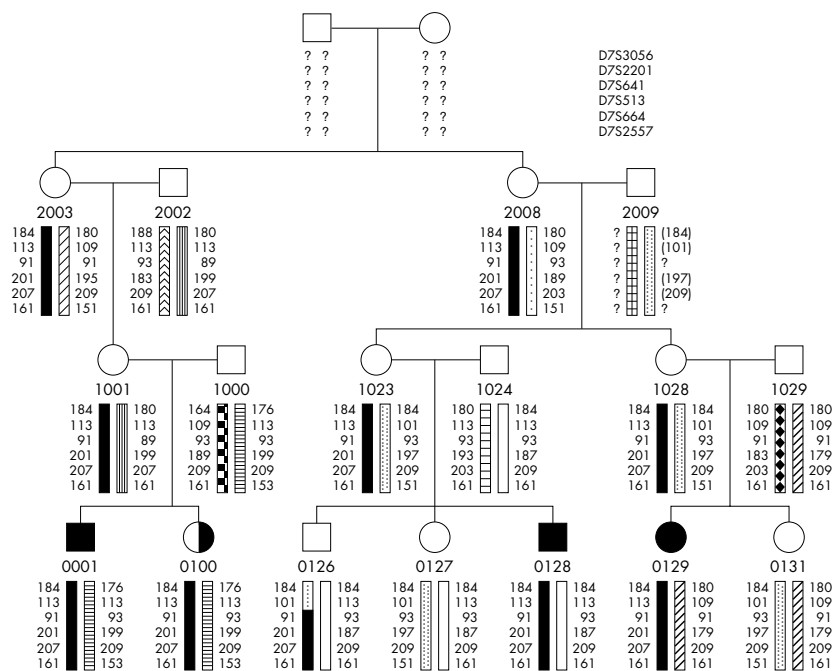 ? ? ? ? D7S3056
? ? ? ? D7S2201
? ? ? ? D7S641
? ? ? ? D7S513
? ? ? ? D7S664
? ? ? ? D7S2557
2003 2002 2008 2009
184 180 188 180 184 180 ? (184)
113 109 113 113 113 109 ? (101)
91 91 93 89 91 93 ? ?
201 195 183 199 201 189 ? (197)
207 209 209 207 207 203 ? (209)
161 151 161 161 161 151 ? ?
1001 1000 1023 1024 1028 1029
184 180 164 176 184 184 180 184 184 184 180 180
113 113 109 113 113 101 113 113 113 101 109 109
91 89 93 93 91 93 93 93 91 93 91 91
201 199 189 199 201 197 193 187 201 197 183 179
207 207 209 209 207 209 203 209 207 209 203 209
161 161 161 153 161 151 161 161 161 151 161 161
0001 0100 0126 0127 0128 0129 0131
184 176 184 176 184 184 184 184 184 184 184 180 184 180
113 113 113 113 101 113 101 113 113 113 113 109 101 109
91 93 91 93 91 93 93 93 91 93 91 91 93 91
201 199 201 199 201 187 197 187 201 187 201 179 197 179
207 209 207 209 207 209 209 209 207 209 207 209 209 209
161 153 161 153 161 161 151 161 161 161 161 161 151 161